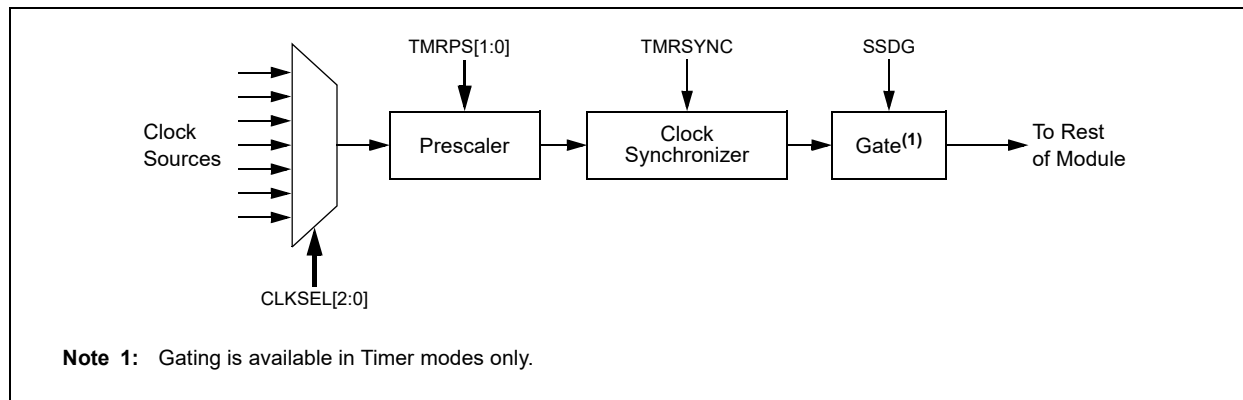 TMRPS[1:0]
TMRSYNC
SSDG
Clock
Sources
Prescaler
Clock
Synchronizer
Gate(1)
To Rest
of Module
CLKSEL[2:0]
Note 1: Gating is available in Timer modes only.